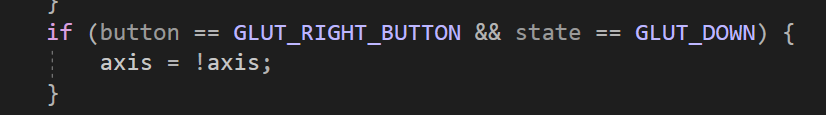 }
if (button == GLUT_RIGHT_BUTTON && state == GLUT_DOWN) {
    axis = !axis;
}